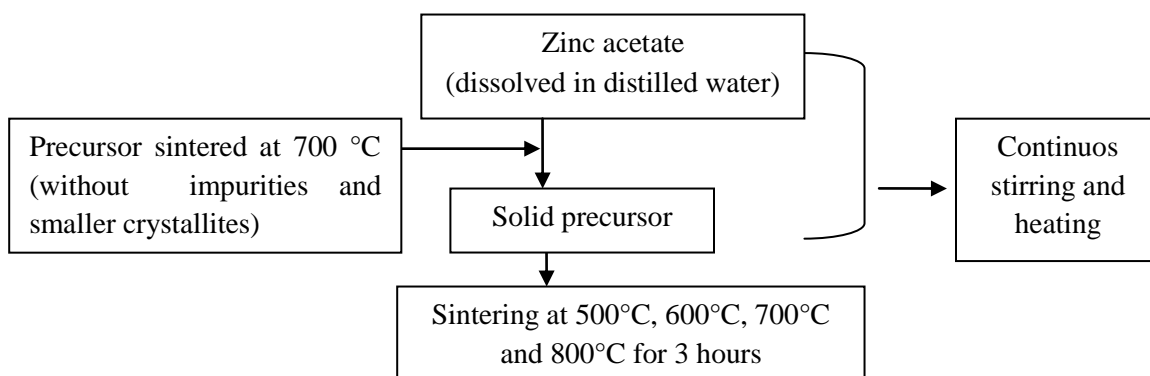 Zinc acetate
(dissolved in distilled water)
Precursor sintered at 700 °C
(without impurities and
smaller crystallites)
Continuos
stirring and
heating
Solid precursor
Sintering at 500°C, 600°C, 700°C
and 800°C for 3 hours